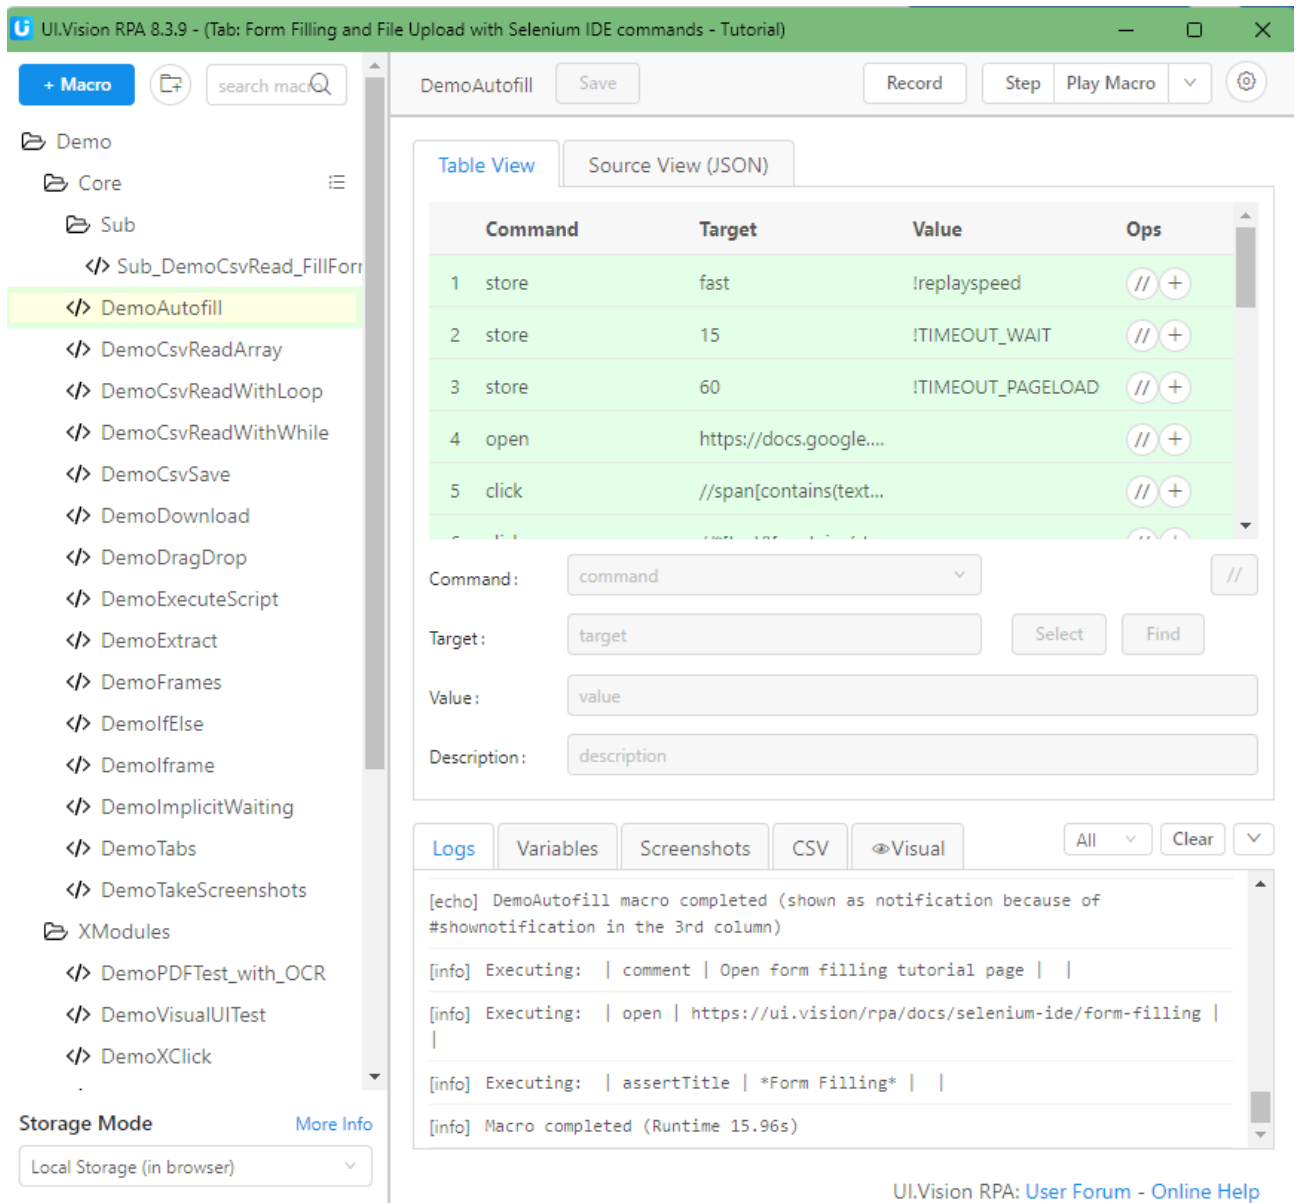 UI.Vision RPA 8.3.9 - (Tab: Form Filling and File Upload with Selenium IDE commands - Tutorial)
+ Macro
search mac
DemoAutofill
Save
Record
Step
Play Macro
Demo
Core
Sub
</> Sub_DemoCsvRead_FillForm
</> DemoAutofill
</> DemoCsvReadArray
</> DemoCsvReadWithLoop
</> DemoCsvReadWithWhile
</> DemoCsvSave
</> DemoDownload
</> DemoDragDrop
</> DemoExecuteScript
</> DemoExtract
</> DemoFrames
</> DemoIfElse
</> DemoIframe
</> DemoImplicitWaiting
</> DemoTabs
</> DemoTakeScreenshots
XModules
</> DemoPDFTest_with_OCR
</> DemoVisualUITest
</> DemoXClick
Storage Mode More Info
Local Storage (in browser)
Table View
Source View (JSON)
Command Target Value Ops
1 store fast !replayspeed // +
2 store 15 !TIMEOUT_WAIT // +
3 store 60 !TIMEOUT_PAGELOAD // +
4 open https://docs.google.... // +
5 click //span[contains(text... // +
Command: command //
Target: target Select Find
Value: value
Description: description
Logs Variables Screenshots CSV Visual All Clear
[echo] DemoAutofill macro completed (shown as notification because of
#shownotification in the 3rd column)
[info] Executing: | comment | Open form filling tutorial page | |
[info] Executing: | open | https://ui.vision/rpa/docs/selenium-ide/form-filling |
|
[info] Executing: | assertTitle | *Form Filling* | |
[info] Macro completed (Runtime 15.96s)
UI.Vision RPA: User Forum - Online Help